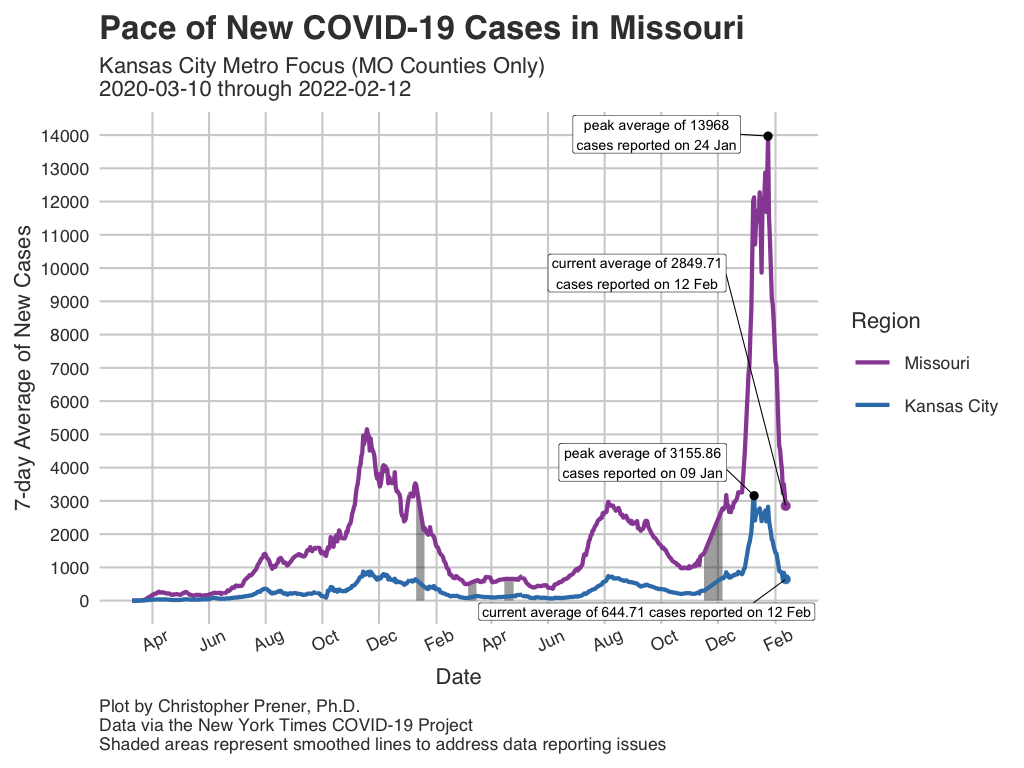 Pace of New COVID-19 Cases in Missouri
Kansas City Metro Focus (MO Counties Only)
2020-03-10 through 2022-02-12
7-day Average of New Cases
14000
13000
12000
11000
10000
9000
8000
7000
6000
5000
4000
3000
2000
1000
0
peak average of 13968
cases reported on 24 Jan
current average of 2849.71
cases reported on 12 Feb
peak average of 3155.86
cases reported on 09 Jan
current average of 644.71 cases reported on 12 Feb
Apr Jun Aug Oct Dec Feb Apr Jun Aug Oct Dec Feb
Date
Region
Missouri
Kansas City
Plot by Christopher Prener, Ph.D.
Data via the New York Times COVID-19 Project
Shaded areas represent smoothed lines to address data reporting issues